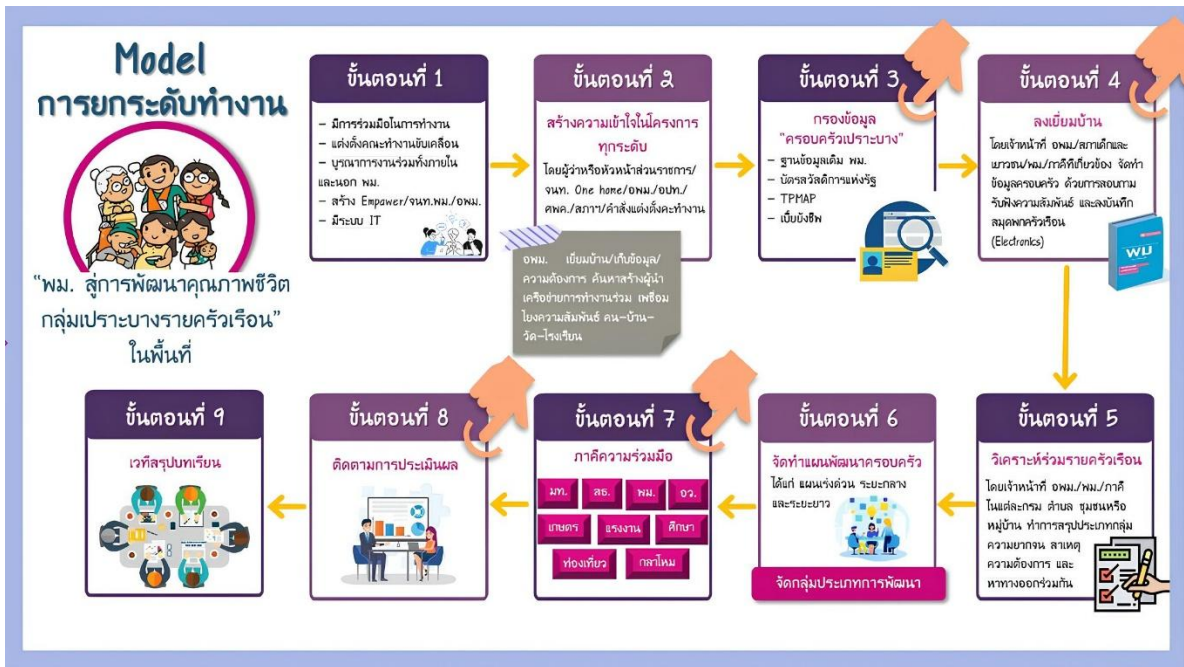 Model
การยกระดับทำงาน
"พม. สู่การพัฒนาคุณภาพชีวิต
กลุ่มเปราะบางรายครัวเรือน"
ในพื้นที่
ขั้นตอนที่ 1
- มีการร่วมมือในการทำงาน
- แต่งตั้งคณะทำงานขับเคลื่อน
- บูรณาการงานร่วมทั้งภายใน
และนอก พม.
- สร้าง Empower/จนท.พม./อพม.
- มีระบบ IT
ขั้นตอนที่ 2
สร้างความเข้าใจในโครงการ
ทุกระดับ
โดยผู้ว่าหรือหัวหน้าส่วนราชการ/
จนท. One home/อพม./อปท./
ศพค./สภาฯ/คำสั่งแต่งตั้งคณะทำงาน
อพม. เยี่ยมบ้าน/เก็บข้อมูล/
ความต้องการ ค้นหาสร้างผู้นำ
เครือข่ายการทำงานร่วม เพื่อเชื่อม
โยงความสัมพันธ์ คน-บ้าน-
วัด-โรงเรียน
ขั้นตอนที่ 3
กรองข้อมูล
"ครอบครัวเปราะบาง"
- ฐานข้อมูลเดิม พม.
- บัตรสวัสดิการแห่งรัฐ
- TPMAP
- เบี้ยยังชีพ
ขั้นตอนที่ 4
ลงเยี่ยมบ้าน
โดยเจ้าหน้าที่ อพม./สภาเด็กและ
เยาวชน/พม./ภาคีที่เกี่ยวข้อง จัดทำ
ข้อมูลครอบครัว ด้วยการสอบถาม
รับฟังความสัมพันธ์ และลงบันทึก
สมุดพกครัวเรือน
(Electronics)
พม
ขั้นตอนที่ 5
วิเคราะห์ร่วมรายครัวเรือน
โดยเจ้าหน้าที่ อพม./พม./ภาคี
ในแต่ละกรม ตำบล ชุมชนหรือ
หมู่บ้าน ทำการสรุปประเภทกลุ่ม
ความยากจน สาเหตุ
ความต้องการ และ
หาทางออกร่วมกัน
ขั้นตอนที่ 6
จัดทำแผนพัฒนาครอบครัว
ได้แก่ แผนเร่งด่วน ระยะกลาง
และระยะยาว
จัดกลุ่มประเภทการพัฒนา
ขั้นตอนที่ 7
ภาคีความร่วมมือ
มท. สธ. พม. อว.
เกษตร แรงงาน ศึกษา
ท่องเที่ยว กลาโหม
ขั้นตอนที่ 8
ติดตามการประเมินผล
ขั้นตอนที่ 9
เวทีสรุปบทเรียน